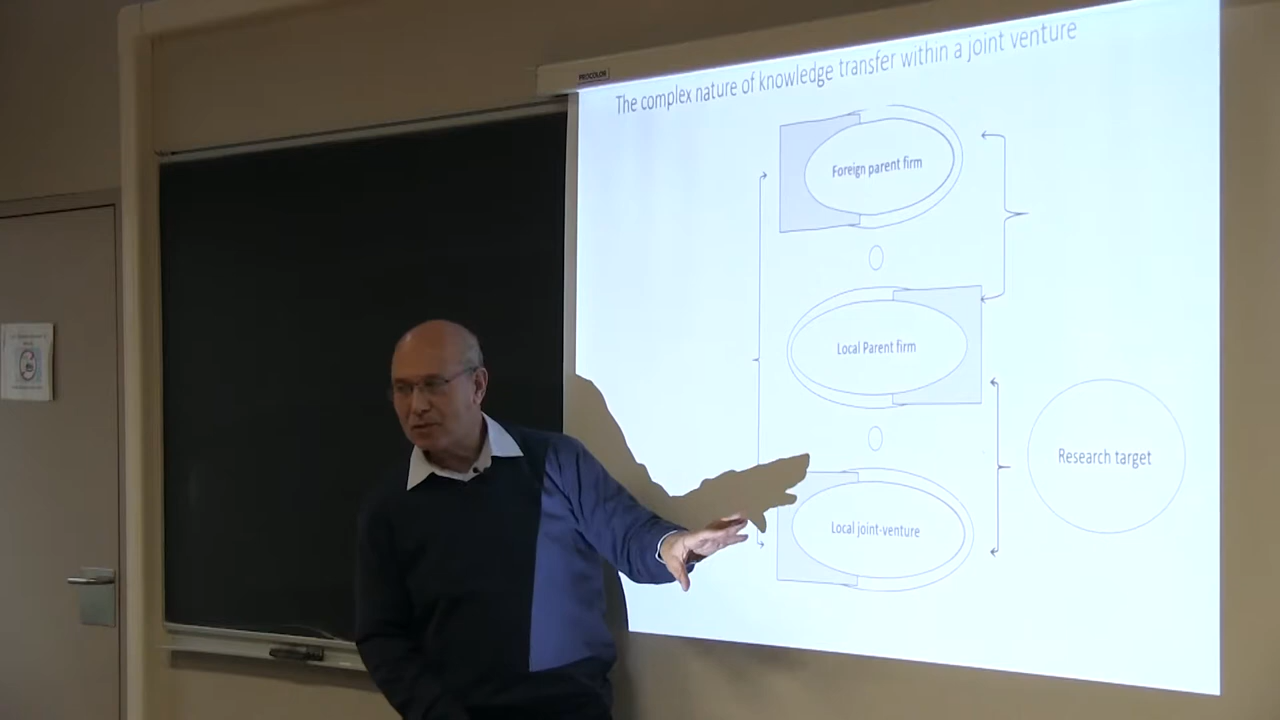 PROCOLOR
The complex nature of knowledge transfer within a joint venture
Foreign parent firm
Local Parent firm
Research target
Local joint-venture